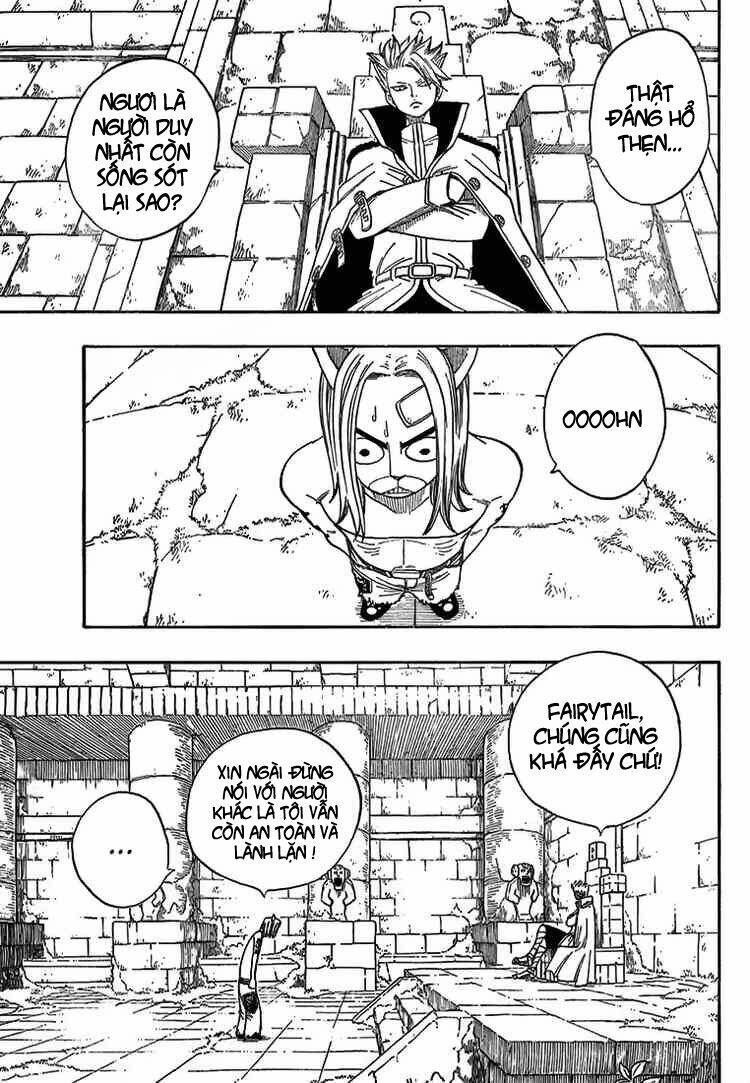 THẬT
ĐÁNG HỔ
THẸN...
NGƯƠI LÀ
NGƯỜI DUY
NHẤT CÒN
SỐNG SÓT
LẠI SAO?
OOOOHN
FAIRYTAIL,
CHÚNG CŨNG
KHÁ ĐẤY CHỨ!
XIN NGÀI ĐỪNG
NÓI VỚI NGƯỜI
KHÁC LÀ TÔI VẪN
CÒN AN TOÀN VÀ
LÀNH LẶN !
...